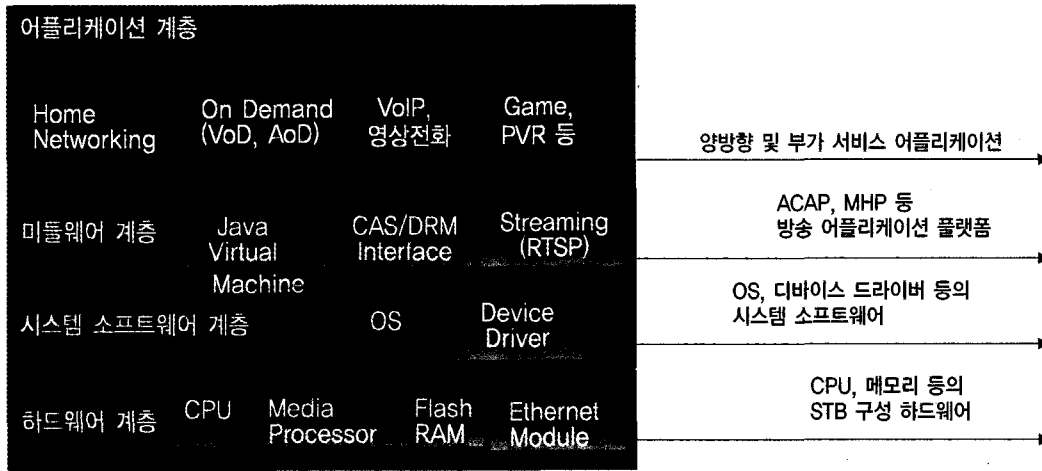 어플리케이션 계층
Home Networking
On Demand (VoD, AoD)
VoIP, 영상전화
Game, PVR 등
양방향 및 부가 서비스 어플리케이션
미들웨어 계층
Java Virtual Machine
CAS/DRM Interface
Streaming (RTSP)
ACAP, MHP 등
방송 어플리케이션 플랫폼
시스템 소프트웨어 계층
OS
Device Driver
OS, 디바이스 드라이버 등의
시스템 소프트웨어
하드웨어 계층
CPU
Media Processor
Flash RAM
Ethernet Module
CPU, 메모리 등의
STB 구성 하드웨어